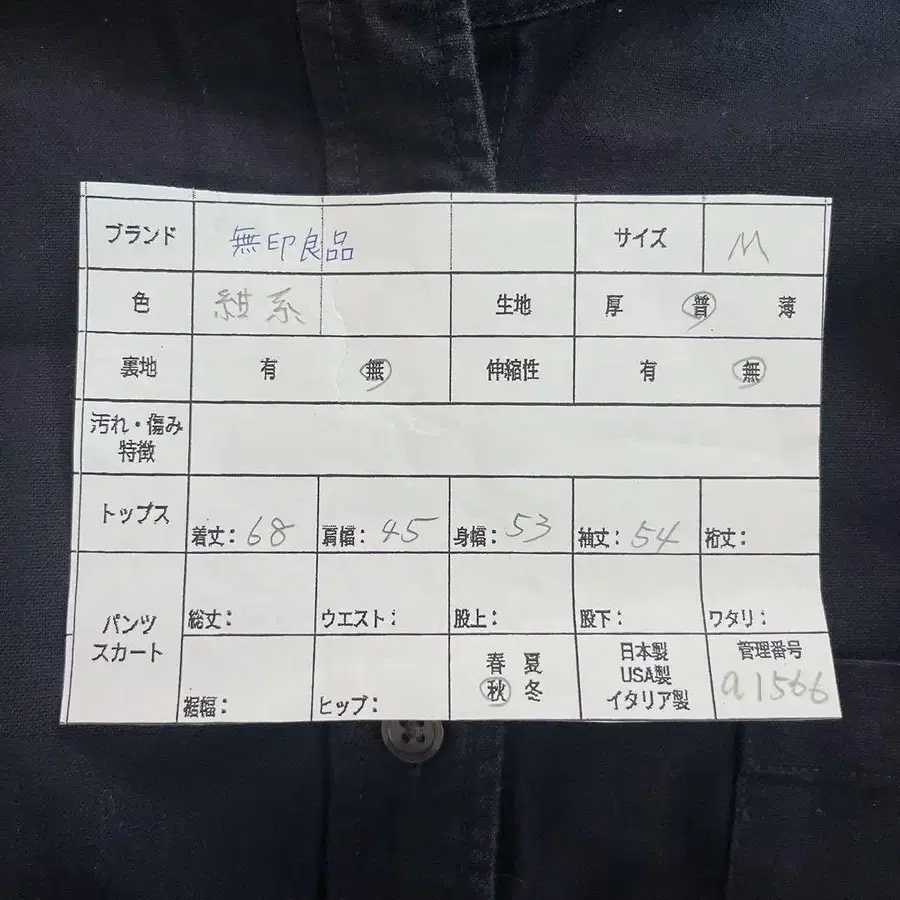 ブランド 無印良品 サイズ M
色 紺系 生地 厚 普 薄
裏地 有 無 伸縮性 有 無
汚れ・傷み
特徴
トップス 着丈：68 肩幅：45 身幅：53 袖丈：54 裄丈：
パンツ
スカート
総丈： ウエスト： 股上： 股下： ワタリ：
裾幅： ヒップ：
春 夏
秋 冬
日本製
USA製
イタリア製
管理番号
a1566